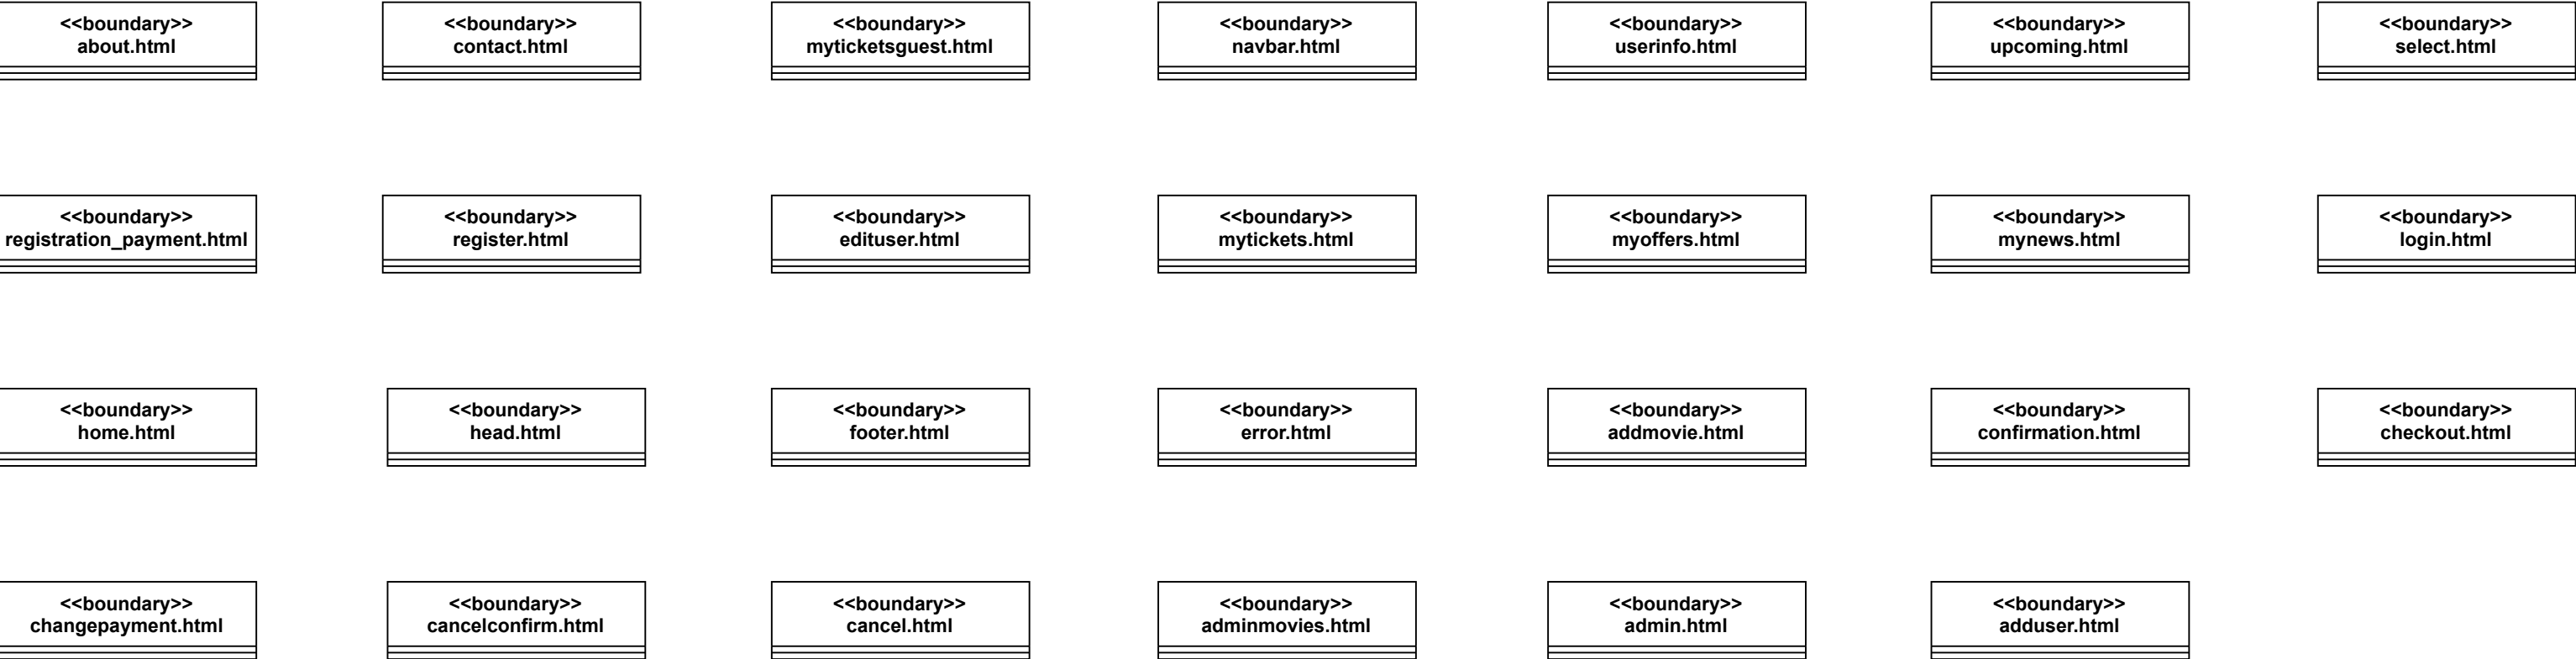 <<boundary>>
about.html
<<boundary>>
contact.html
<<boundary>>
myticketsguest.html
<<boundary>>
navbar.html
<<boundary>>
userinfo.html
<<boundary>>
upcoming.html
<<boundary>>
select.html
<<boundary>>
registration_payment.html
<<boundary>>
register.html
<<boundary>>
edituser.html
<<boundary>>
mytickets.html
<<boundary>>
myoffers.html
<<boundary>>
mynews.html
<<boundary>>
login.html
<<boundary>>
home.html
<<boundary>>
head.html
<<boundary>>
footer.html
<<boundary>>
error.html
<<boundary>>
addmovie.html
<<boundary>>
confirmation.html
<<boundary>>
checkout.html
<<boundary>>
changepayment.html
<<boundary>>
cancelconfirm.html
<<boundary>>
cancel.html
<<boundary>>
adminmovies.html
<<boundary>>
admin.html
<<boundary>>
adduser.html